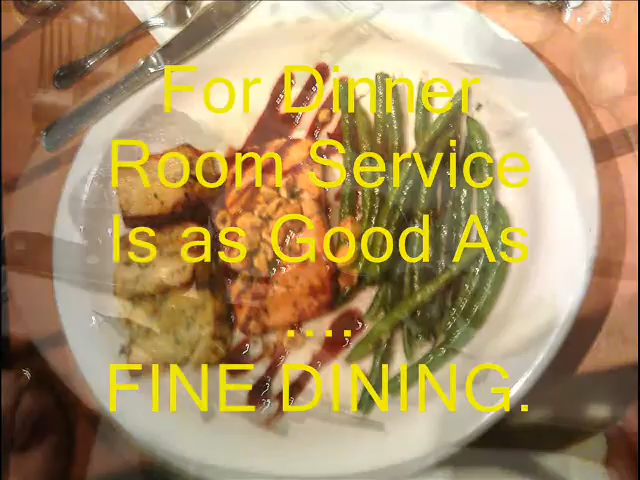 For Dinner
Room Service
Is as Good As
....
FINE DINING.